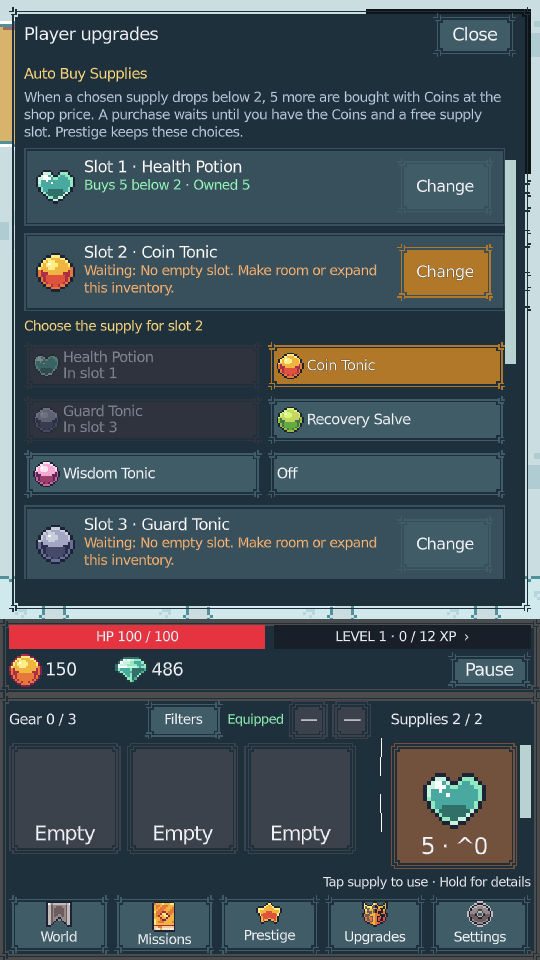 Player upgrades
Close
Auto Buy Supplies
When a chosen supply drops below 2, 5 more are bought with Coins at the
shop price. A purchase waits until you have the Coins and a free supply
slot. Prestige keeps these choices.
Slot 1 · Health Potion
Buys 5 below 2 · Owned 5
Change
Slot 2 · Coin Tonic
Waiting: No empty slot. Make room or expand
this inventory.
Change
Choose the supply for slot 2
Health Potion
In slot 1
Coin Tonic
Guard Tonic
In slot 3
Recovery Salve
Wisdom Tonic
Off
Slot 3 · Guard Tonic
Waiting: No empty slot. Make room or expand
this inventory.
Change
HP 100 / 100
LEVEL 1 · 0 / 12 XP ›
150
486
Pause
Gear 0 / 3
Filters
Equipped
—
—
Supplies 2 / 2
Empty
Empty
Empty
5 · ^0
Tap supply to use · Hold for details
World
Missions
Prestige
Upgrades
Settings